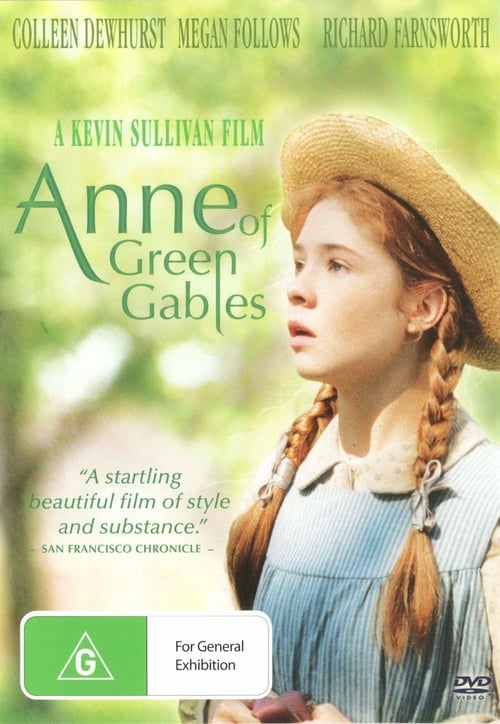 COLLEEN DEWHURST MEGAN FOLLOWS RICHARD FARNSWORTH
A KEVIN SULLIVAN FILM
Anne of
Green
Gables
"A startling
beautiful film of style
and substance."
– SAN FRANCISCO CHRONICLE –
G
For General
Exhibition
DVD
VIDEO